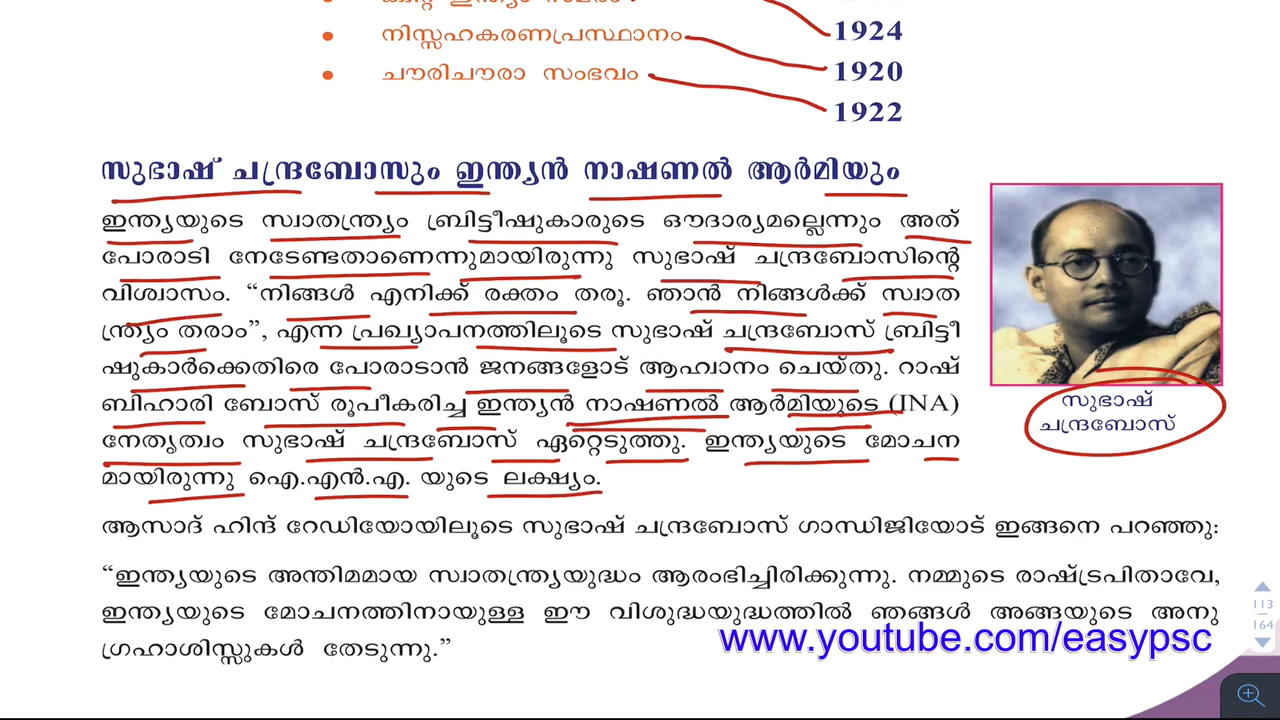 1924
• നിസ്സഹകരണപ്രസ്ഥാനം
1920
• ചൗരിചൗരാ സംഭവം
1922
സുഭാഷ് ചന്ദ്രബോസും ഇന്ത്യൻ നാഷണൽ ആർമിയും
ഇന്ത്യയുടെ സ്വാതന്ത്ര്യം ബ്രിട്ടീഷുകാരുടെ ഔദാര്യമല്ലെന്നും അത്
പോരാടി നേടേണ്ടതാണെന്നുമായിരുന്നു സുഭാഷ് ചന്ദ്രബോസിന്റെ
വിശ്വാസം. “നിങ്ങൾ എനിക്ക് രക്തം തരൂ. ഞാൻ നിങ്ങൾക്ക് സ്വാത
ന്ത്ര്യം തരാം”, എന്ന പ്രഖ്യാപനത്തിലൂടെ സുഭാഷ് ചന്ദ്രബോസ് ബ്രിട്ടീ
ഷുകാർക്കെതിരെ പോരാടാൻ ജനങ്ങളോട് ആഹ്വാനം ചെയ്തു. റാഷ്
ബിഹാരി ബോസ് രൂപീകരിച്ച ഇന്ത്യൻ നാഷണൽ ആർമിയുടെ (INA)
നേതൃത്വം സുഭാഷ് ചന്ദ്രബോസ് ഏറ്റെടുത്തു. ഇന്ത്യയുടെ മോചന
മായിരുന്നു ഐ.എൻ.എ. യുടെ ലക്ഷ്യം.
സുഭാഷ്
ചന്ദ്രബോസ്
ആസാദ് ഹിന്ദ് റേഡിയോയിലൂടെ സുഭാഷ് ചന്ദ്രബോസ് ഗാന്ധിജിയോട് ഇങ്ങനെ പറഞ്ഞു:
“ഇന്ത്യയുടെ അന്തിമമായ സ്വാതന്ത്ര്യയുദ്ധം ആരംഭിച്ചിരിക്കുന്നു. നമ്മുടെ രാഷ്ട്രപിതാവേ,
ഇന്ത്യയുടെ മോചനത്തിനായുള്ള ഈ വിശുദ്ധയുദ്ധത്തിൽ ഞങ്ങൾ അങ്ങയുടെ അനു
ഗ്രഹാശിസ്സുകൾ തേടുന്നു.”
www.youtube.com/easypsc
113
164